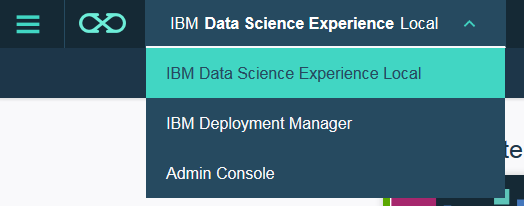 IBM Data Science Experience Local
IBM Data Science Experience Local
IBM Deployment Manager
Admin Console